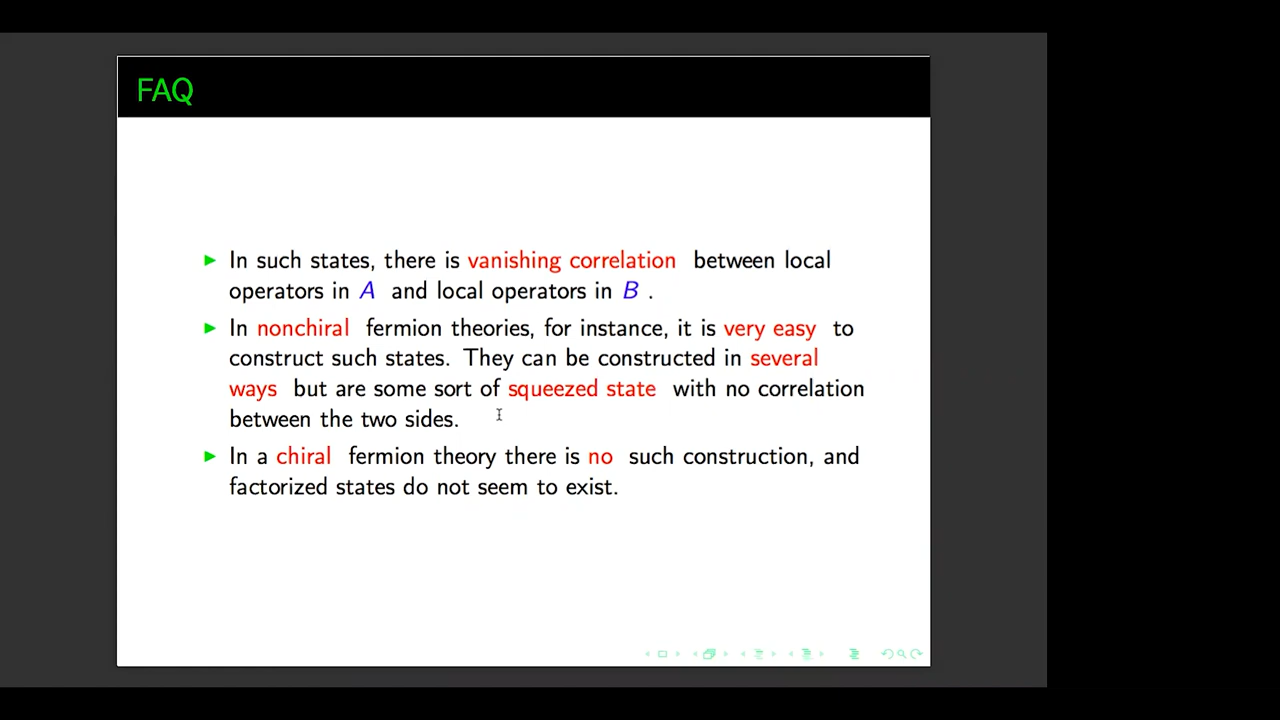 FAQ
In such states, there is vanishing correlation between local
operators in A and local operators in B .
In nonchiral fermion theories, for instance, it is very easy to
construct such states. They can be constructed in several
ways but are some sort of squeezed state with no correlation
between the two sides.
In a chiral fermion theory there is no such construction, and
factorized states do not seem to exist.